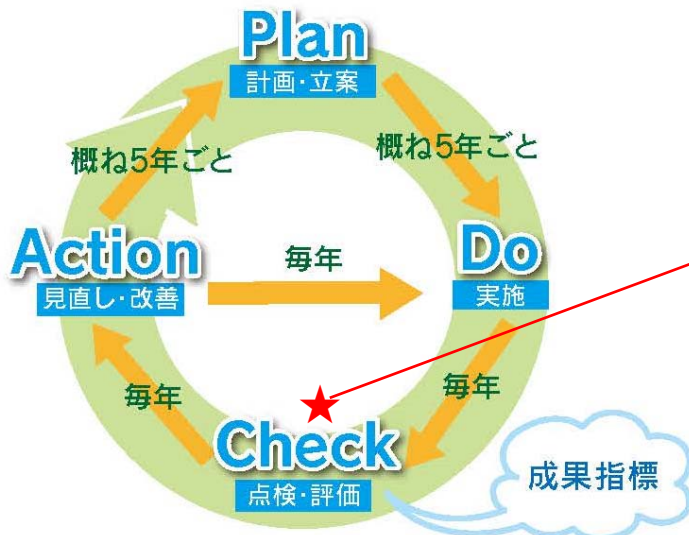 Plan
計画・立案
概ね5年ごと
概ね5年ごと
Action
見直し・改善
毎年
Do
実施
毎年
毎年
Check
点検・評価
成果指標